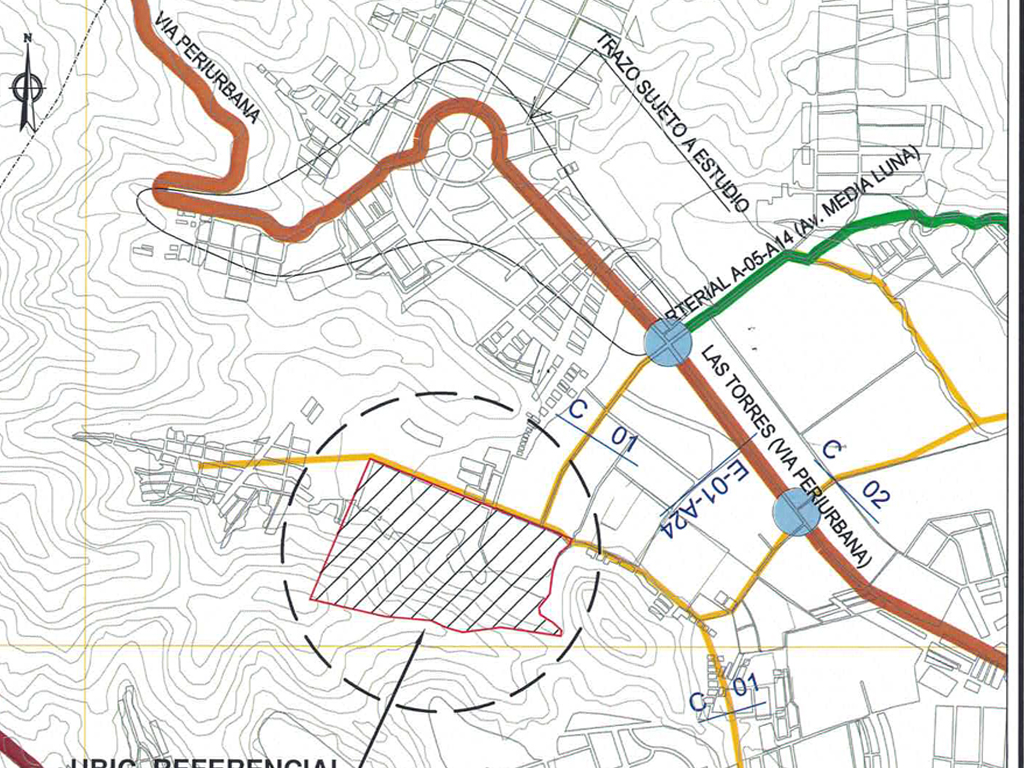 N
VIA PERIURBANA
TRAZO SUJETO A ESTUDIO
RTERIAL A-05-A14 (Av. MEDIA LUNA)
LAS TORRES (VIA PERIURBANA)
C
01
E-01-A24
C
02
C
01
UBIC. REFERENCIAL